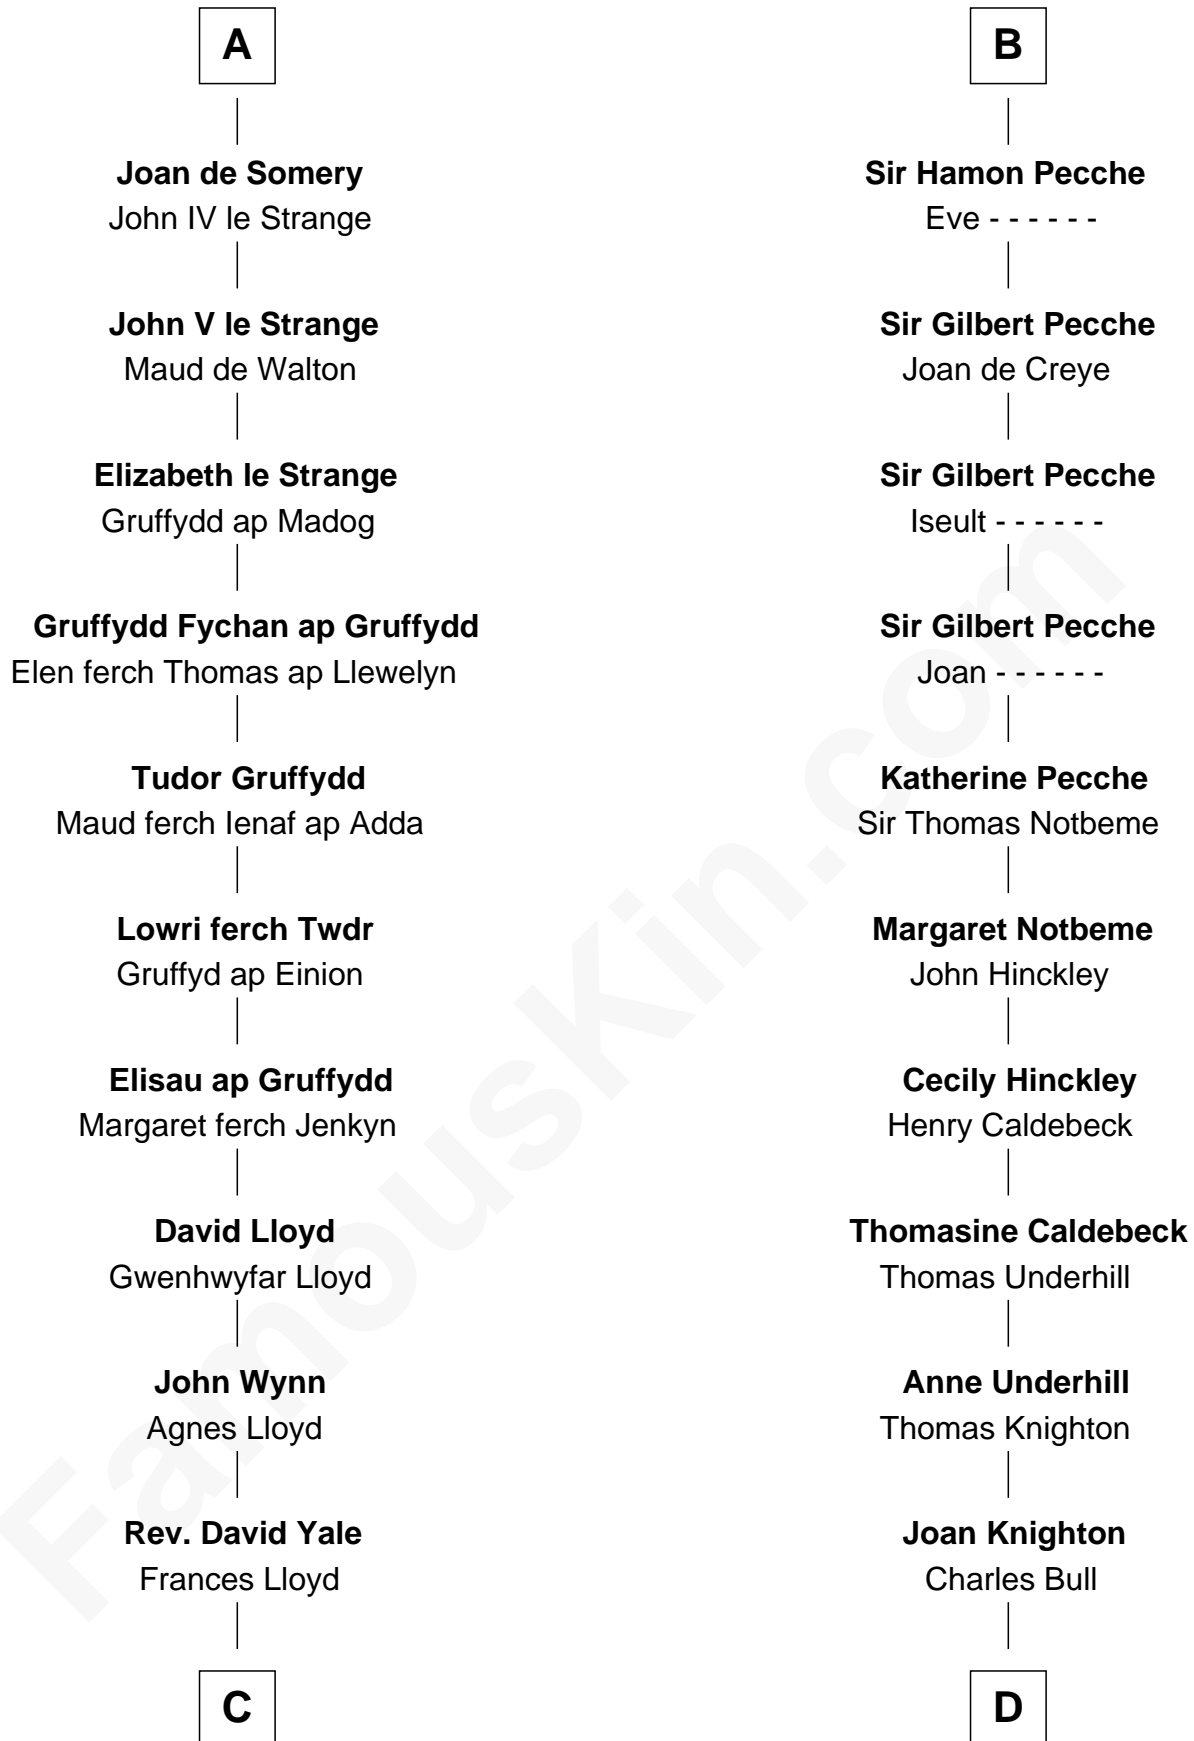 A
Joan de Somery
John IV le Strange
John V le Strange
Maud de Walton
Elizabeth le Strange
Gruffydd ap Madog
Gruffydd Fychan ap Gruffydd
Elen ferch Thomas ap Llewelyn
Tudor Gruffydd
Maud ferch Ienaf ap Adda
Lowri ferch Twdr
Gruffyd ap Einion
Elisau ap Gruffydd
Margaret ferch Jenkyn
David Lloyd
Gwenhwyfar Lloyd
John Wynn
Agnes Lloyd
Rev. David Yale
Frances Lloyd
C
B
Sir Hamon Pecche
Eve - - - - - -
Sir Gilbert Pecche
Joan de Creye
Sir Gilbert Pecche
Iseult - - - - - -
Sir Gilbert Pecche
Joan - - - - - -
Katherine Pecche
Sir Thomas Notbeme
Margaret Notbeme
John Hinckley
Cecily Hinckley
Henry Caldebeck
Thomasine Caldebeck
Thomas Underhill
Anne Underhill
Thomas Knighton
Joan Knighton
Charles Bull
D
FamousKin.com